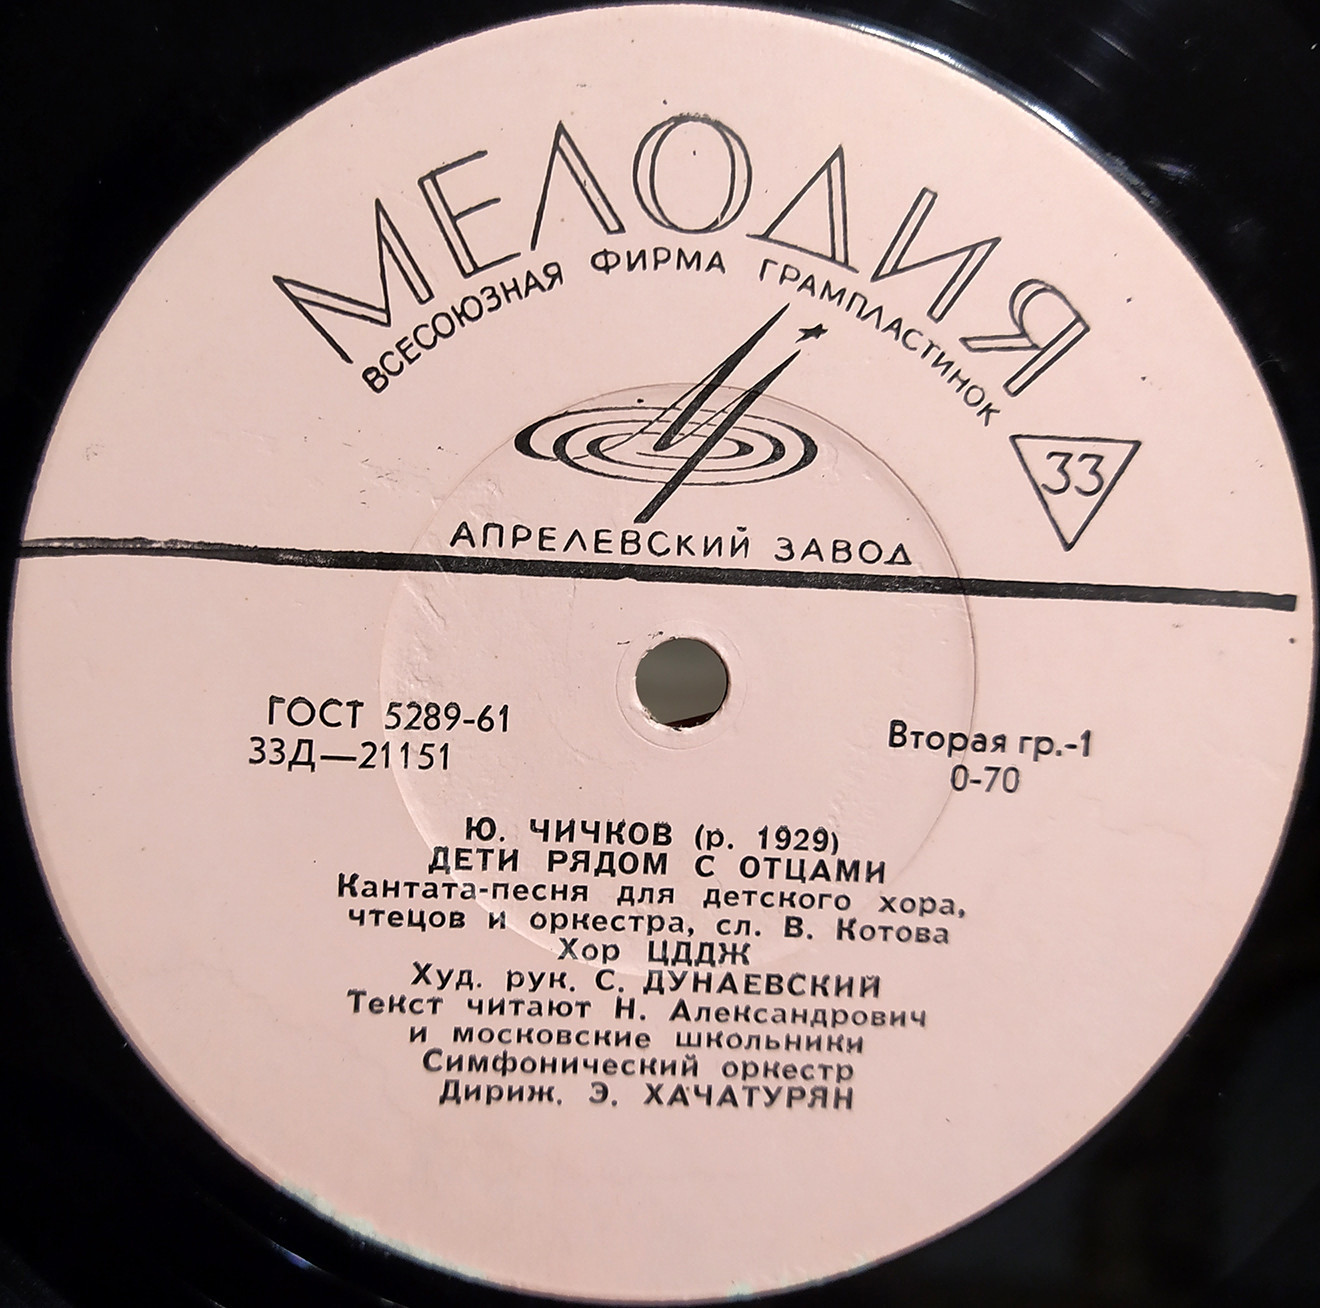 МЕЛОДИЯ
ВСЕСОЮЗНАЯ ФИРМА ГРАМПЛАСТИНОК
33
АПРЕЛЕВСКИЙ ЗАВОД
ГОСТ 5289-61
33Д—21151
Вторая гр.-1
0-70
Ю. ЧИЧКОВ (р. 1929)
ДЕТИ РЯДОМ С ОТЦАМИ
Кантата-песня для детского хора,
чтецов и оркестра, сл. В. Котова
Хор ЦДДЖ
Худ. рук. С. ДУНАЕВСКИЙ
Текст читают Н. Александрович
и московские школьники
Симфонический оркестр
Дириж. Э. ХАЧАТУРЯН